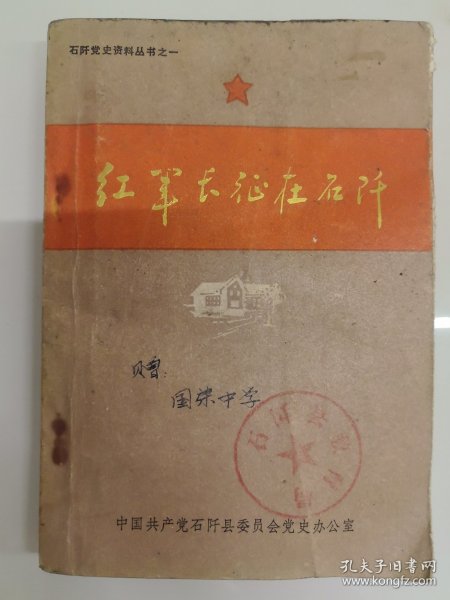 石阡党史资料丛书之一
红军长征在石阡
赠：
国荣中学
中国共产党石阡县委员会党史办公室
孔夫子旧书网
www.kongfz.com